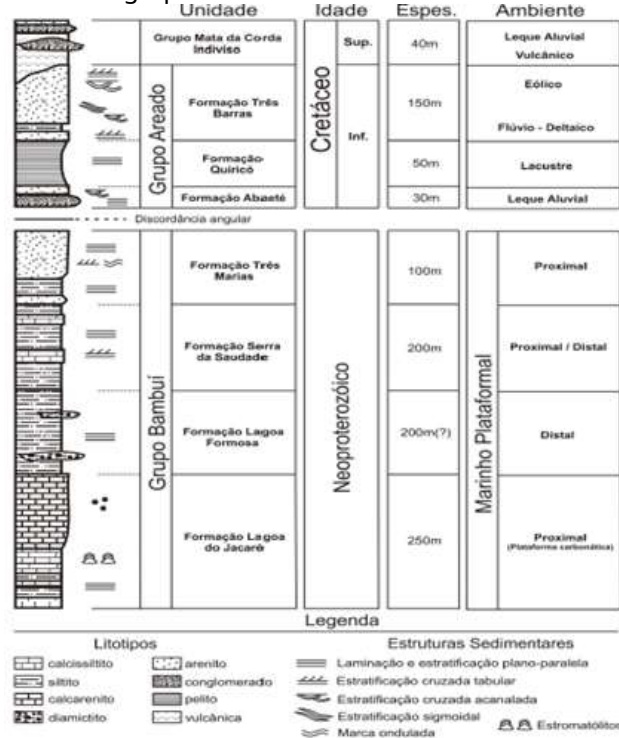 Unidade Idade Espes. Ambiente
Grupo Mata da Corda
Indiviso
Sup.
40m
Leque Aluvial
Vulcânico
Grupo Areado
Formação Três
Barras
Cretáceo
Inf.
150m
Eólico
Flúvio - Deltaico
Formação
Quiricó
50m
Lacustre
Formação Abaeté
30m
Leque Aluvial
Discordância angular
Grupo Bambuí
Formação Três
Marias
Neoproterozóico
100m
Marinho Plataformal
Proximal
Formação Serra
da Saudade
200m
Proximal / Distal
Formação Lagoa
Formosa
200m(?)
Distal
Formação Lagoa
do Jacaré
250m
Proximal
(Plataforma carbonática)
Legenda
Litotipos Estruturas Sedimentares
calcissiltito arenito Laminação e estratificação plano-paralela
siltito conglomerado Estratificação cruzada tabular
calcarenito pelito Estratificação cruzada acanalada
diamictito vulcânica Estratificação sigmoidal
Marca ondulada Estromatólitos